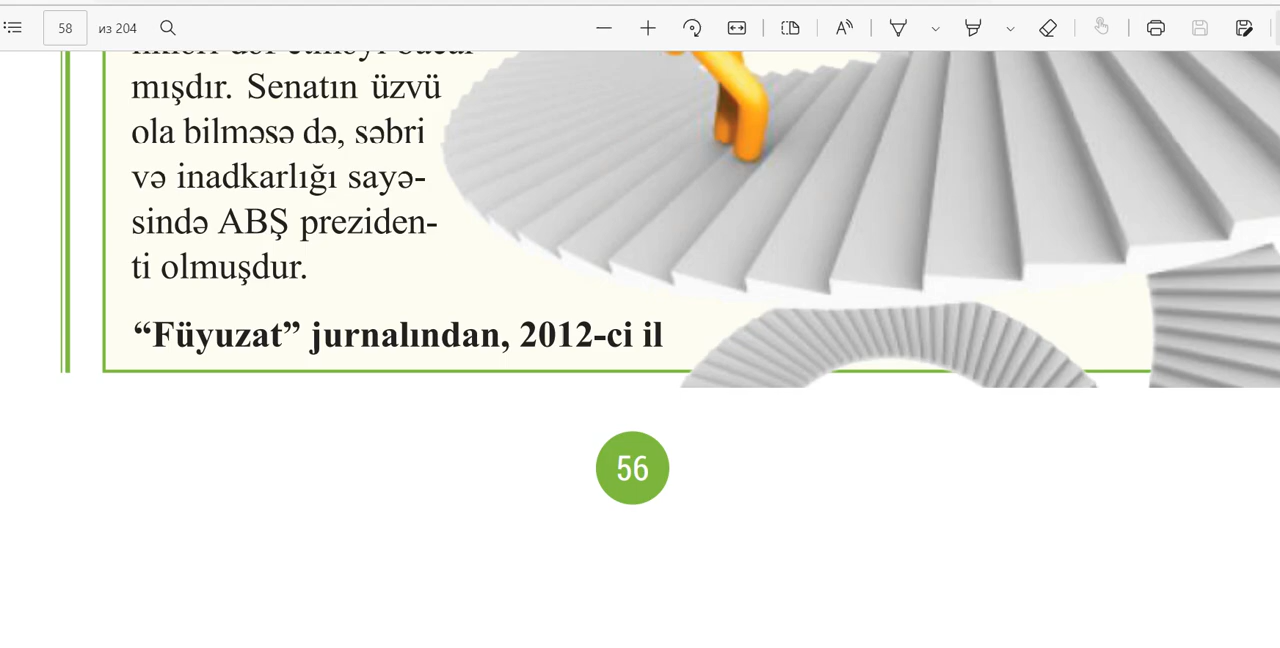 58 из 204
mışdır. Senatın üzvü
ola bilməsə də, səbri
və inadkarlığı sayə-
sində ABŞ preziden-
ti olmuşdur.
“Füyuzat” jurnalından, 2012-ci il
56